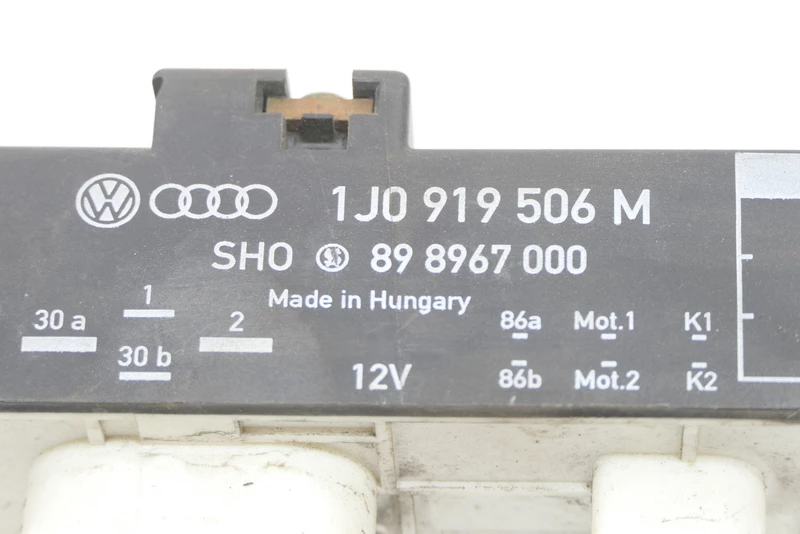 1J0 919 506 M
SHO 89 8967 000
Made in Hungary
1
30 a
2
30 b
12V
86a Mot.1 K1
86b Mot.2 K2